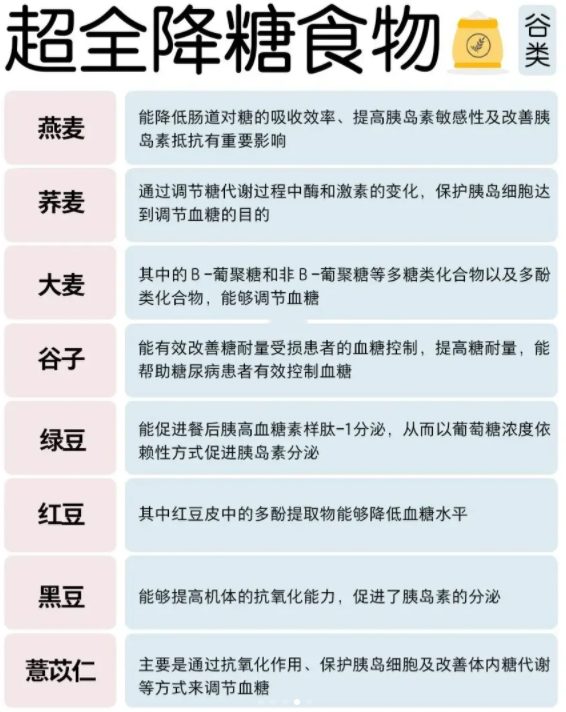 超全降糖食物
谷类
燕麦
能降低肠道对糖的吸收效率、提高胰岛素敏感性及改善胰
岛素抵抗有重要影响
荞麦
通过调节糖代谢过程中酶和激素的变化，保护胰岛细胞达
到调节血糖的目的
大麦
其中的B-葡聚糖和非B-葡聚糖等多糖类化合物以及多酚
类化合物，能够调节血糖
谷子
能有效改善糖耐量受损患者的血糖控制，提高糖耐量，能
帮助糖尿病患者有效控制血糖
绿豆
能促进餐后胰高血糖素样肽-1分泌，从而以葡萄糖浓度依
赖性方式促进胰岛素分泌
红豆
其中红豆皮中的多酚提取物能够降低血糖水平
黑豆
能够提高机体的抗氧化能力，促进了胰岛素的分泌
薏苡仁
主要是通过抗氧化作用、保护胰岛细胞及改善体内糖代谢
等方式来调节血糖